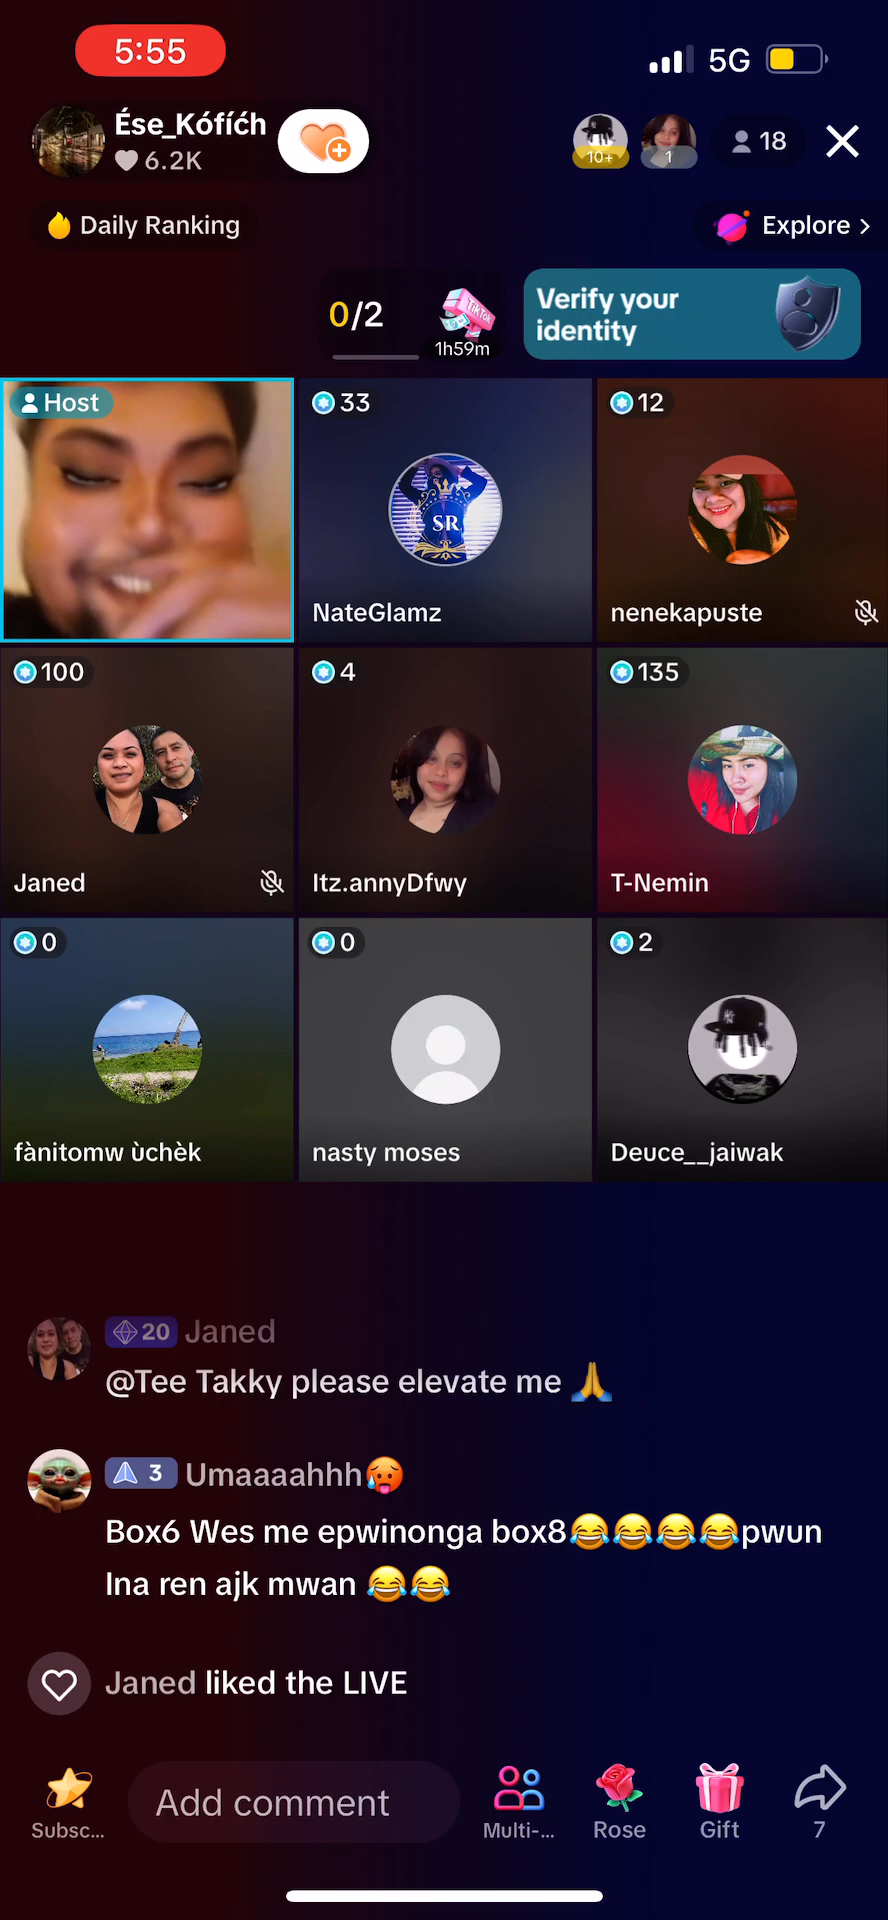 5:55
5G
Ése_Kófíćh
6.2K
10+
1
18
Daily Ranking
Explore >
0/2
TikTok
1h59m
Verify your
identity
Host
33
12
SR
NateGlamz
nenekapuste
100
4
135
Janed
Itz.annyDfwy
T-Nemin
0
0
2
fànitomw ùchèk
nasty moses
Deuce__jaiwak
20 Janed
@Tee Takky please elevate me 🙏
3 Umaaaahhh🥵
Box6 Wes me epwinonga box8😂😂😂😂pwun
Ina ren ajk mwan 😂😂
Janed liked the LIVE
Add comment
Subsc...
Multi-...
Rose
Gift
7